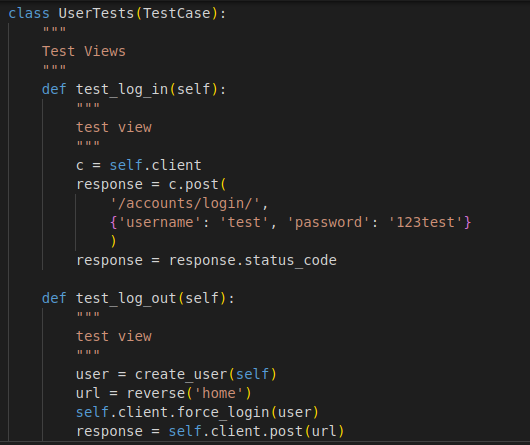 class UserTests(TestCase):
    """
    Test Views
    """
    def test_log_in(self):
        """
        test view
        """
        c = self.client
        response = c.post(
            '/accounts/login/',
            {'username': 'test', 'password': '123test'}
            )
        response = response.status_code

    def test_log_out(self):
        """
        test view
        """
        user = create_user(self)
        url = reverse('home')
        self.client.force_login(user)
        response = self.client.post(url)